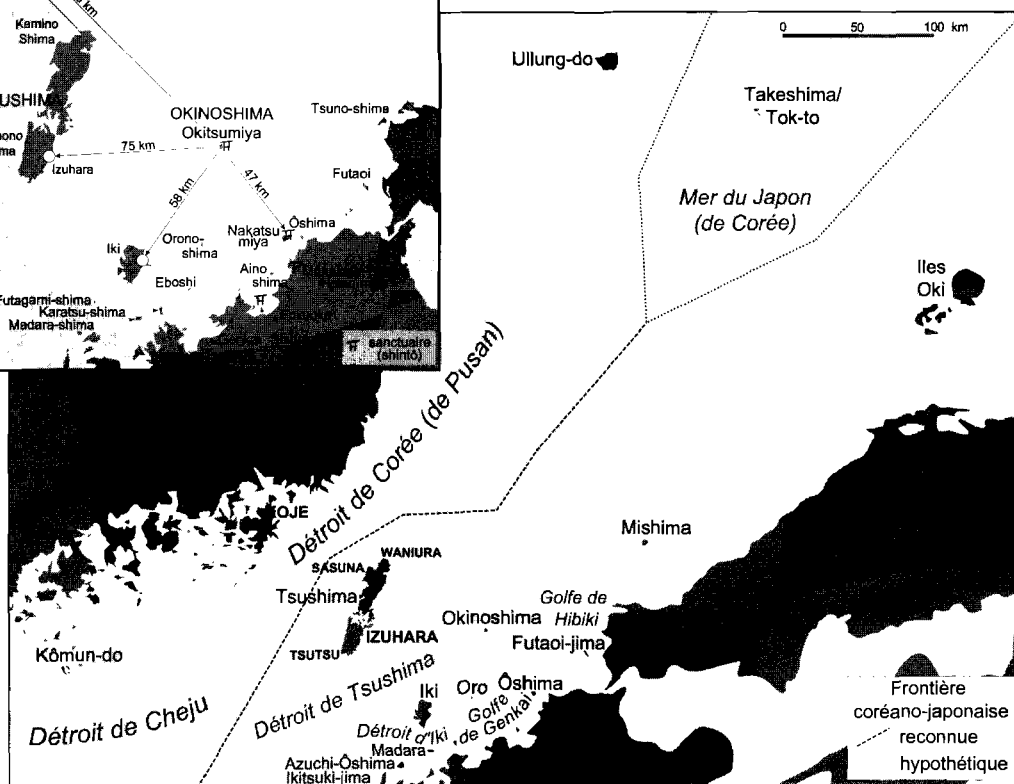 Kamino
Shima
OKINOSHIMA
Okitsumiya
75 km
Izuhara
58 km
47 km
Tsuno-shima
Futaoi
Ôshima
Nakatsu
miya
Iki
Orono-
shima
Eboshi
Aino
shima
Futagami-shima
Karatsu-shima
Madara-shima
sanctuaire
(shintô)
0 50 100 km
Ullung-do
Takeshima/
Tok-to
Mer du Japon
(de Corée)
Iles
Oki
Détroit de Corée (de Pusan)
KOJE
WANIURA
SASUNA
Tsushima
IZUHARA
TSUTSU
Mishima
Golfe de
Hibiki
Okinoshima
Futaoi-jima
Kômun-do
Détroit de Cheju
Détroit de Tsushima
Iki
Oro
Ôshima
Golfe
de Genkai
Détroit d'Iki
Madara
Azuchi-Ôshima
Ikitsuki-jima
Frontière
coréano-japonaise
reconnue
hypothétique